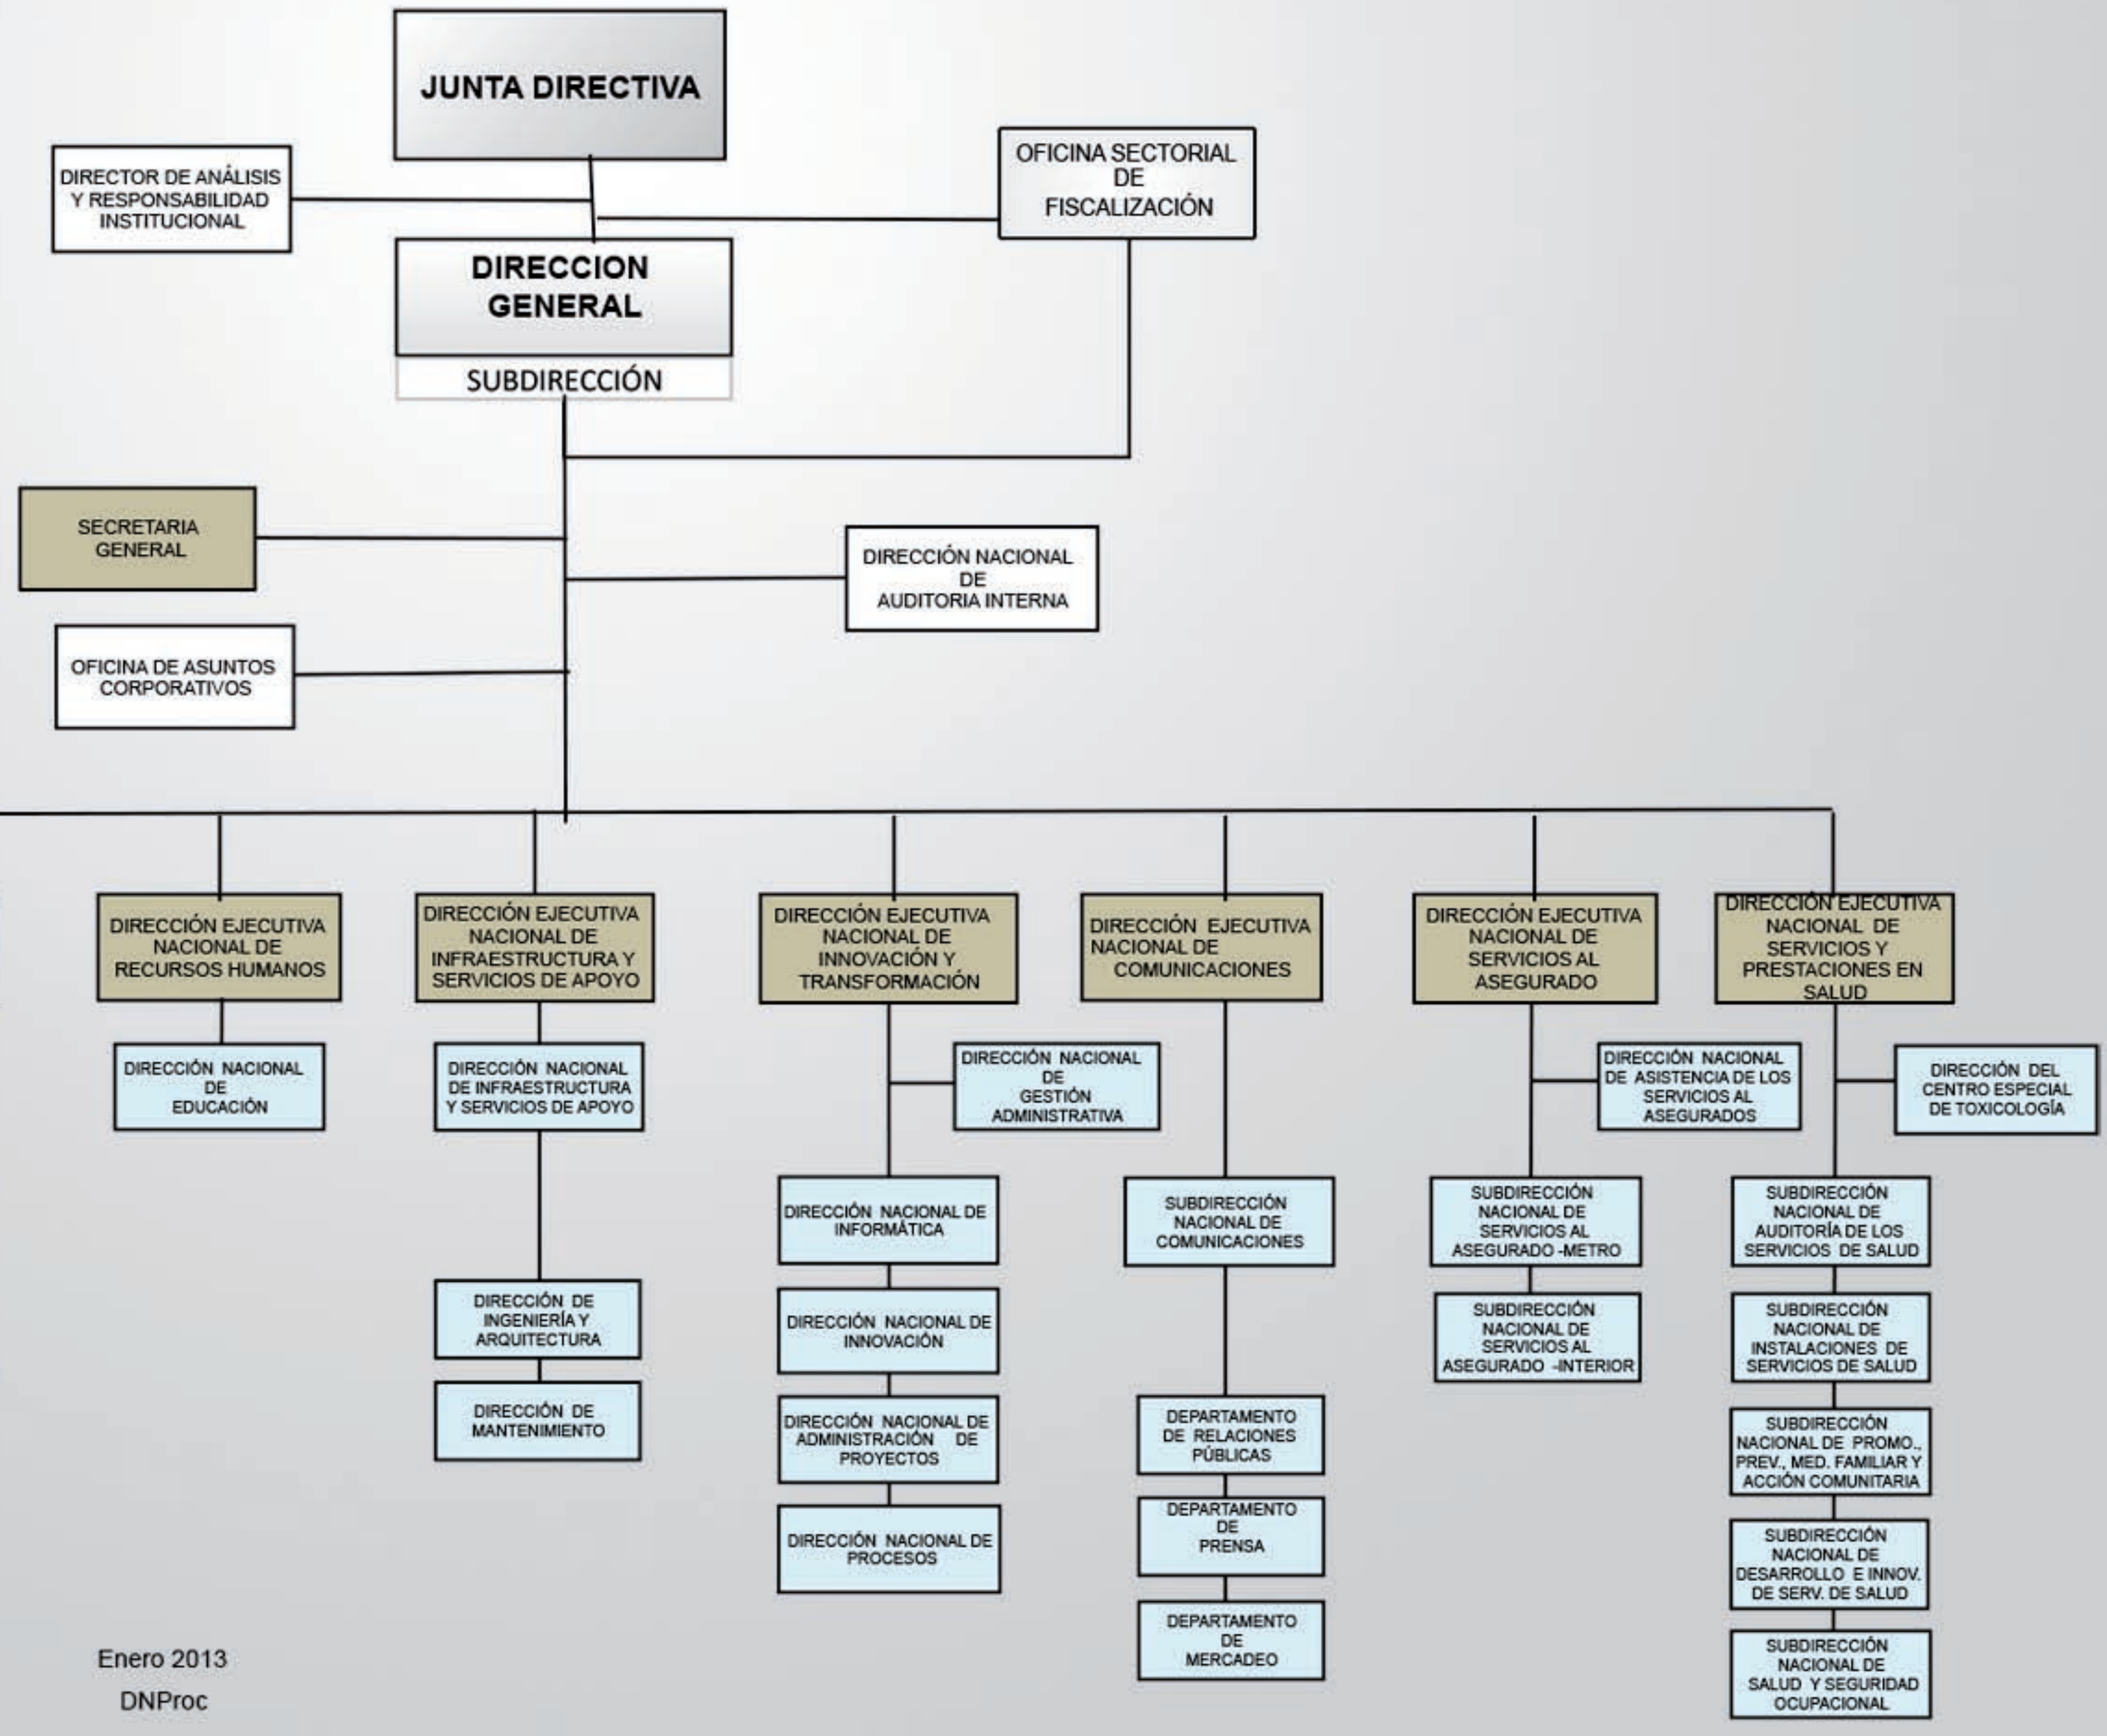 JUNTA DIRECTIVA
DIRECTOR DE ANÁLISIS
Y RESPONSABILIDAD
INSTITUCIONAL
OFICINA SECTORIAL
DE
FISCALIZACIÓN
DIRECCION
GENERAL
SUBDIRECCIÓN
SECRETARIA
GENERAL
DIRECCIÓN NACIONAL
DE
AUDITORIA INTERNA
OFICINA DE ASUNTOS
CORPORATIVOS
DIRECCIÓN EJECUTIVA
NACIONAL DE
RECURSOS HUMANOS
DIRECCIÓN NACIONAL
DE
EDUCACIÓN
DIRECCIÓN EJECUTIVA
NACIONAL DE
INFRAESTRUCTURA Y
SERVICIOS DE APOYO
DIRECCIÓN NACIONAL
DE INFRAESTRUCTURA
Y SERVICIOS DE APOYO
DIRECCIÓN DE
INGENIERÍA Y
ARQUITECTURA
DIRECCIÓN DE
MANTENIMIENTO
DIRECCIÓN EJECUTIVA
NACIONAL DE
INNOVACIÓN Y
TRANSFORMACIÓN
DIRECCIÓN NACIONAL
DE
GESTIÓN
ADMINISTRATIVA
DIRECCIÓN NACIONAL DE
INFORMÁTICA
DIRECCIÓN NACIONAL DE
INNOVACIÓN
DIRECCIÓN NACIONAL DE
ADMINISTRACIÓN DE
PROYECTOS
DIRECCIÓN NACIONAL DE
PROCESOS
DIRECCIÓN EJECUTIVA
NACIONAL DE
COMUNICACIONES
SUBDIRECCIÓN
NACIONAL DE
COMUNICACIONES
DEPARTAMENTO
DE RELACIONES
PÚBLICAS
DEPARTAMENTO
DE
PRENSA
DEPARTAMENTO
DE
MERCADEO
DIRECCIÓN EJECUTIVA
NACIONAL DE
SERVICIOS AL
ASEGURADO
DIRECCIÓN NACIONAL
DE ASISTENCIA DE LOS
SERVICIOS AL
ASEGURADOS
SUBDIRECCIÓN
NACIONAL DE
SERVICIOS AL
ASEGURADO -METRO
SUBDIRECCIÓN
NACIONAL DE
SERVICIOS AL
ASEGURADO -INTERIOR
DIRECCIÓN EJECUTIVA
NACIONAL DE
SERVICIOS Y
PRESTACIONES EN
SALUD
DIRECCIÓN DEL
CENTRO ESPECIAL
DE TOXICOLOGÍA
SUBDIRECCIÓN
NACIONAL DE
AUDITORÍA DE LOS
SERVICIOS DE SALUD
SUBDIRECCIÓN
NACIONAL DE
INSTALACIONES DE
SERVICIOS DE SALUD
SUBDIRECCIÓN
NACIONAL DE PROMO.,
PREV., MED. FAMILIAR Y
ACCIÓN COMUNITARIA
SUBDIRECCIÓN
NACIONAL DE
DESARROLLO E INNOV.
DE SERV. DE SALUD
SUBDIRECCIÓN
NACIONAL DE
SALUD Y SEGURIDAD
OCUPACIONAL
Enero 2013
DNProc